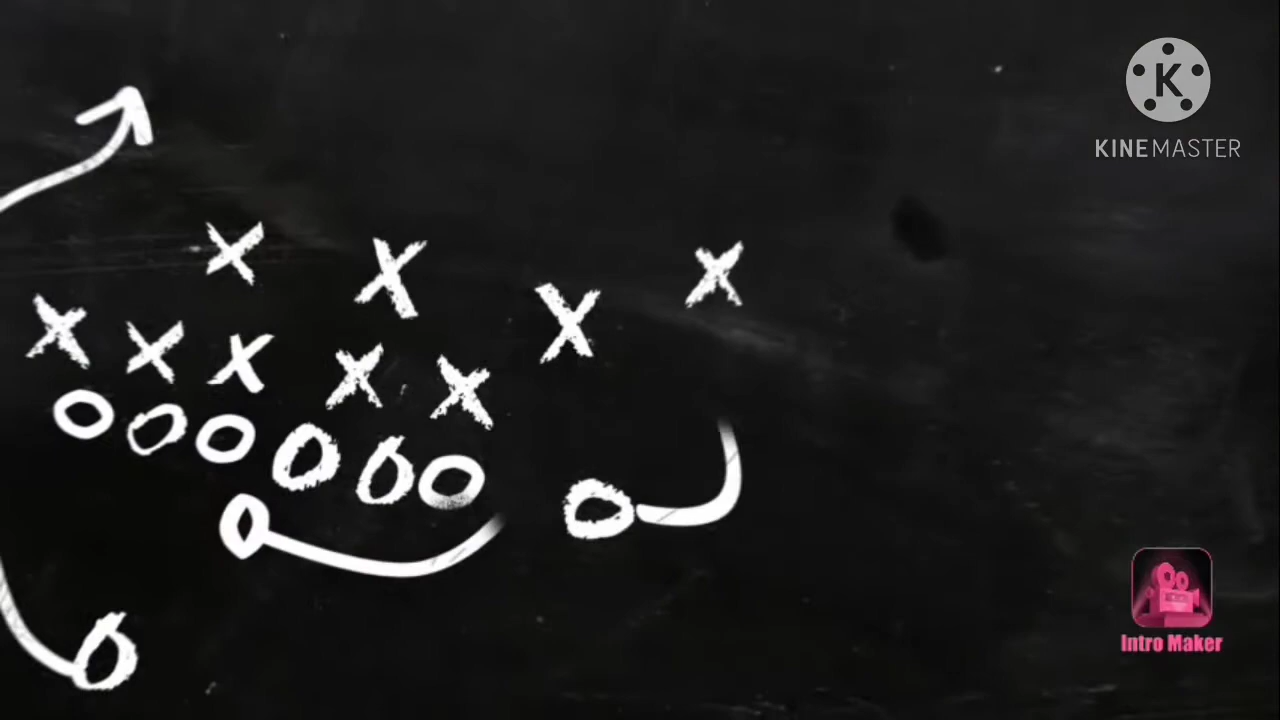 K
KINEMASTER
X X X X
X X X X X
O O O O O O
O O
O
Intro Maker